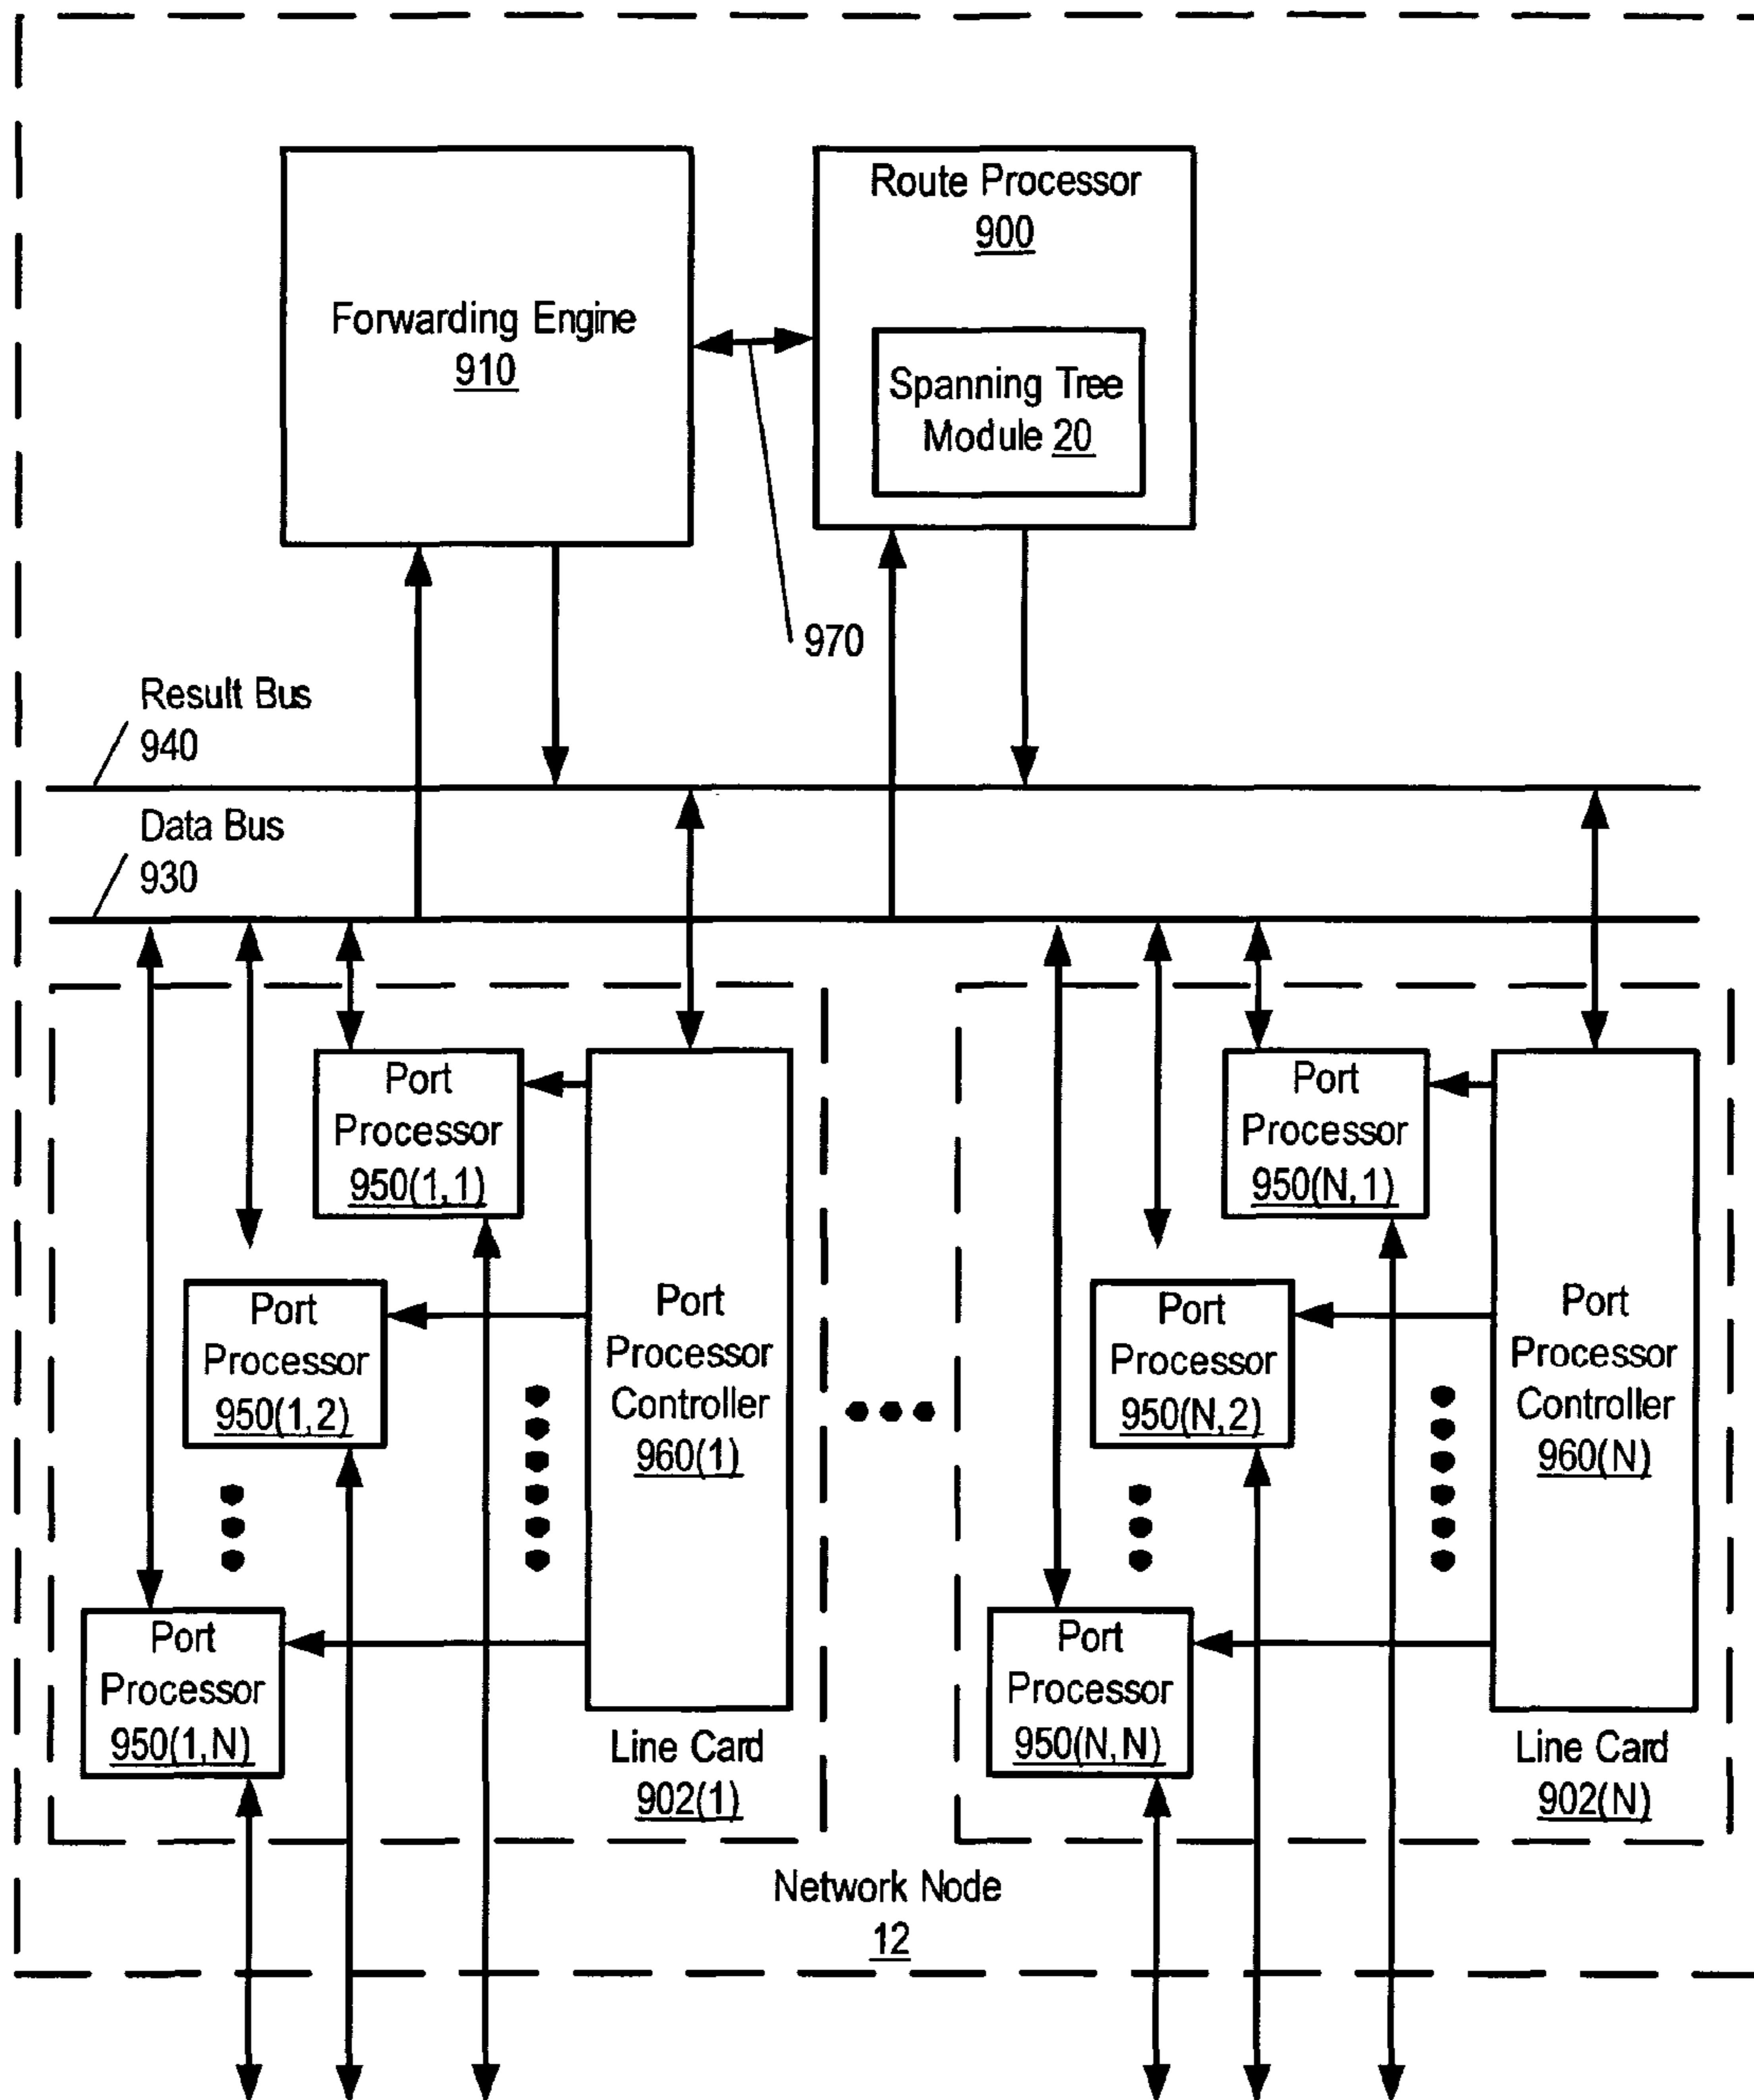 Route Processor
900
Forwarding Engine
910
Spanning Tree
Module 20
970
Result Bus
940
Data Bus
930
Port
Processor
950(1,1)
Port
Processor
950(1,2)
Port
Processor
950(1,N)
Port
Processor
Controller
960(1)
Line Card
902(1)
Port
Processor
950(N,1)
Port
Processor
950(N,2)
Port
Processor
950(N,N)
Port
Processor
Controller
960(N)
Line Card
902(N)
Network Node
12